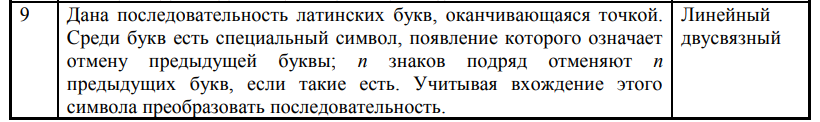 9 Дана последовательность латинских букв, оканчивающаяся точкой. Линейный
Среди букв есть специальный символ, появление которого означает двусвязный
отмену предыдущей буквы; n знаков подряд отменяют n
предыдущих букв, если такие есть. Учитывая вхождение этого
символа преобразовать последовательность.